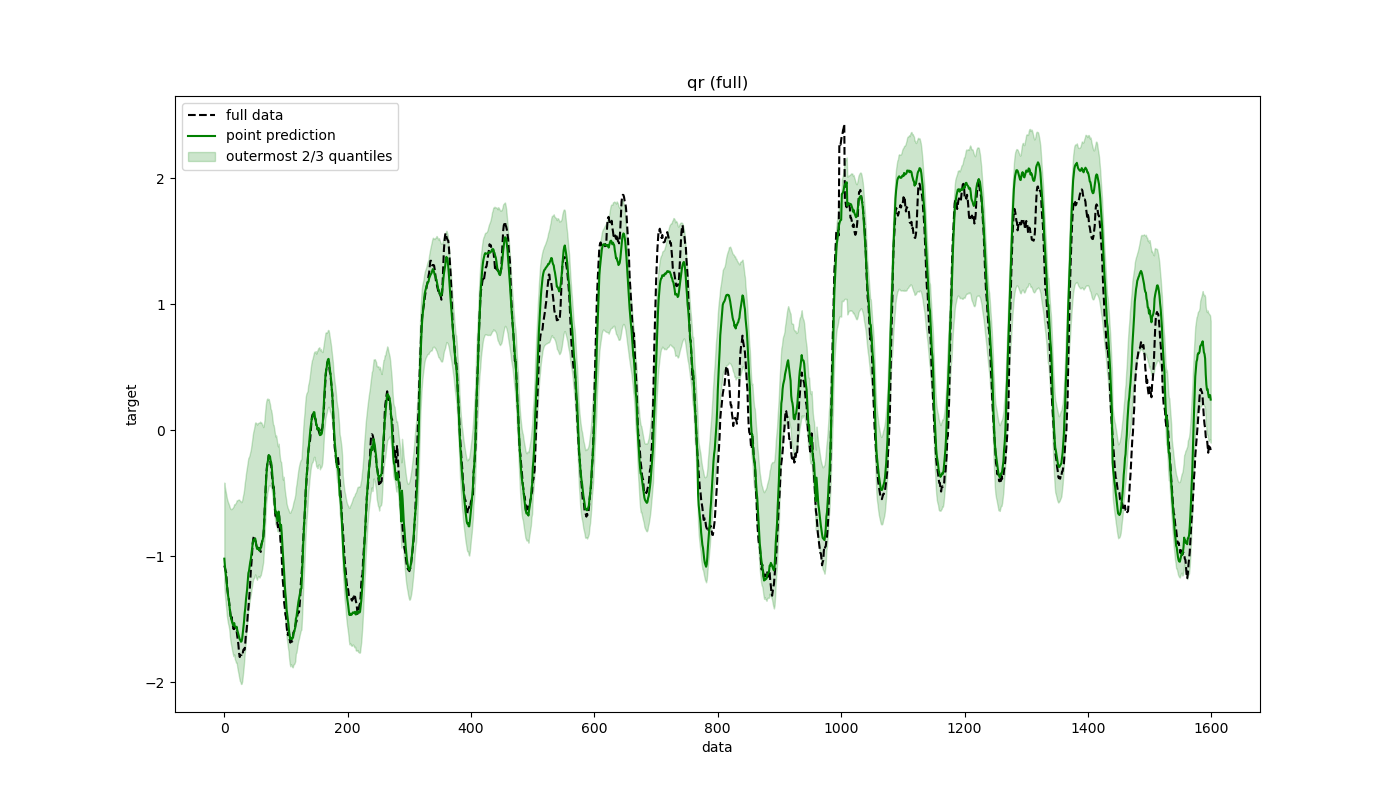 qr (full)
full data
point prediction
outermost 2/3 quantiles
target
2
1
0
−1
−2
0 200 400 600 800 1000 1200 1400 1600
data